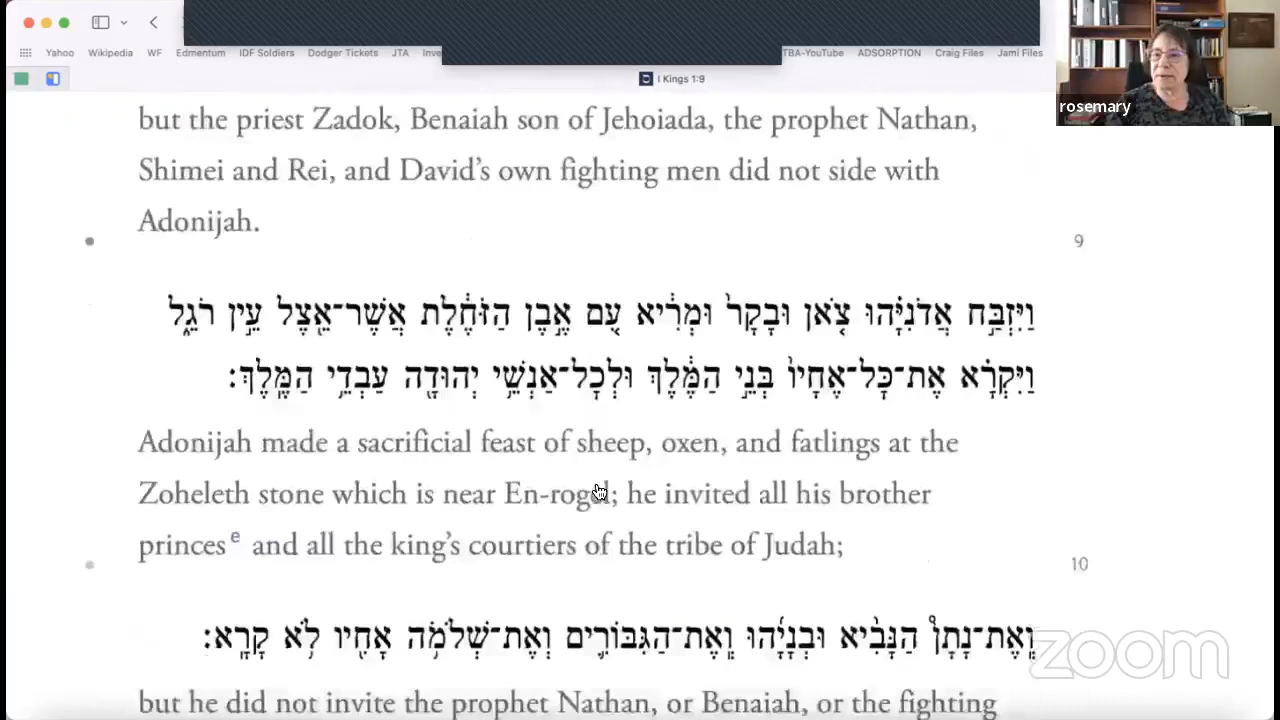 Yahoo Wikipedia WF Edmentum IDF Soldiers Dodger Tickets JTA TBA-YouTube ADSORPTION Craig Files Jami Files
I Kings 1:9
rosemary
but the priest Zadok, Benaiah son of Jehoiada, the prophet Nathan,
Shimei and Rei, and David’s own fighting men did not side with
Adonijah.
9
וַיִּזְבַּ֣ח אֲדֹנִיָּ֗הוּ צֹ֤אן וּבָקָר֙ וּמְרִ֔יא עִ֚ם אֶ֣בֶן הַזֹּחֶ֔לֶת אֲשֶׁר־אֵ֖צֶל עֵ֣ין רֹגֵ֑ל
וַיִּקְרָ֗א אֶת־כׇּל־אֶחָיו֙ בְּנֵ֣י הַמֶּ֔לֶךְ וּלְכׇל־אַנְשֵׁ֥י יְהוּדָ֖ה עַבְדֵ֥י הַמֶּֽלֶךְ׃
Adonijah made a sacrificial feast of sheep, oxen, and fatlings at the
Zoheleth stone which is near En-rogel; he invited all his brother
princes e and all the king’s courtiers of the tribe of Judah;
10
וְֽאֶת־נָתָן֩ הַנָּבִ֨יא וּבְנָיָ֜הוּ וְֽאֶת־הַגִּבּוֹרִ֛ים וְאֶת־שְׁלֹמֹ֥ה אָחִ֖יו לֹ֥א קָרָֽא׃
zoom
but he did not invite the prophet Nathan, or Benaiah, or the fighting